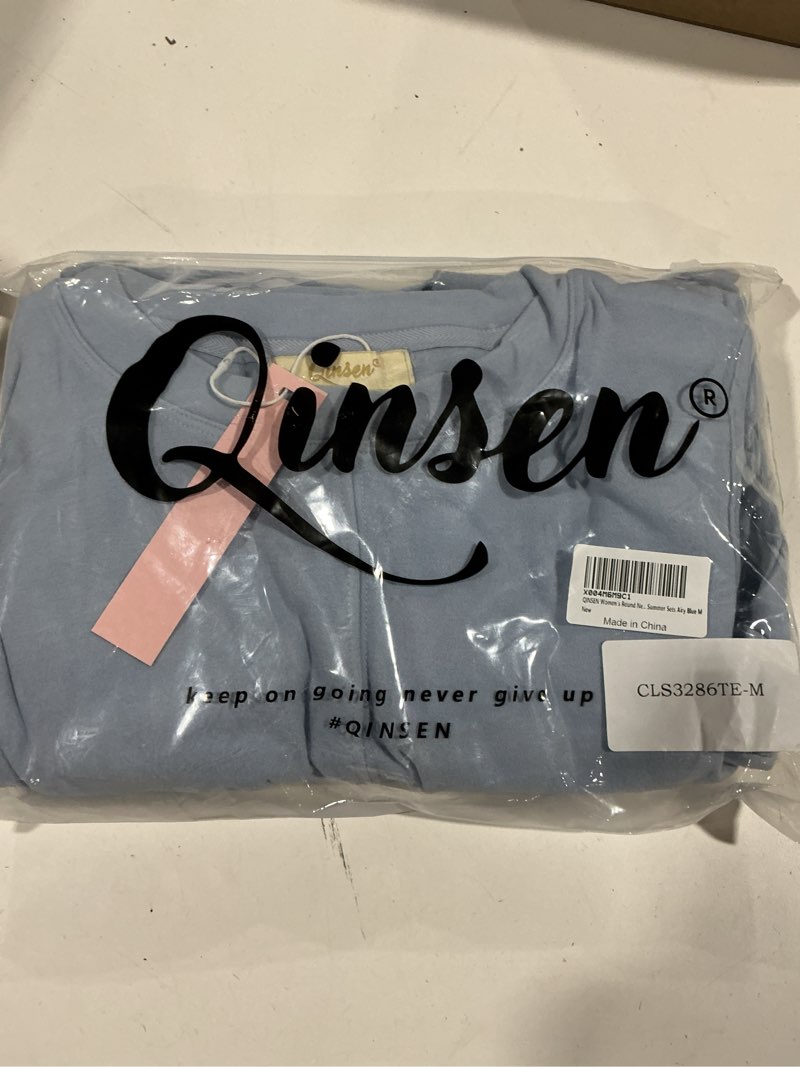 Qinsen®
Qinsen®
X004M6M9C1
QINSEN Women's Round Ne... Summer Sets Airy Blue M
New
Made in China
CLS3286TE-M
keep on going never give up
#QINSEN